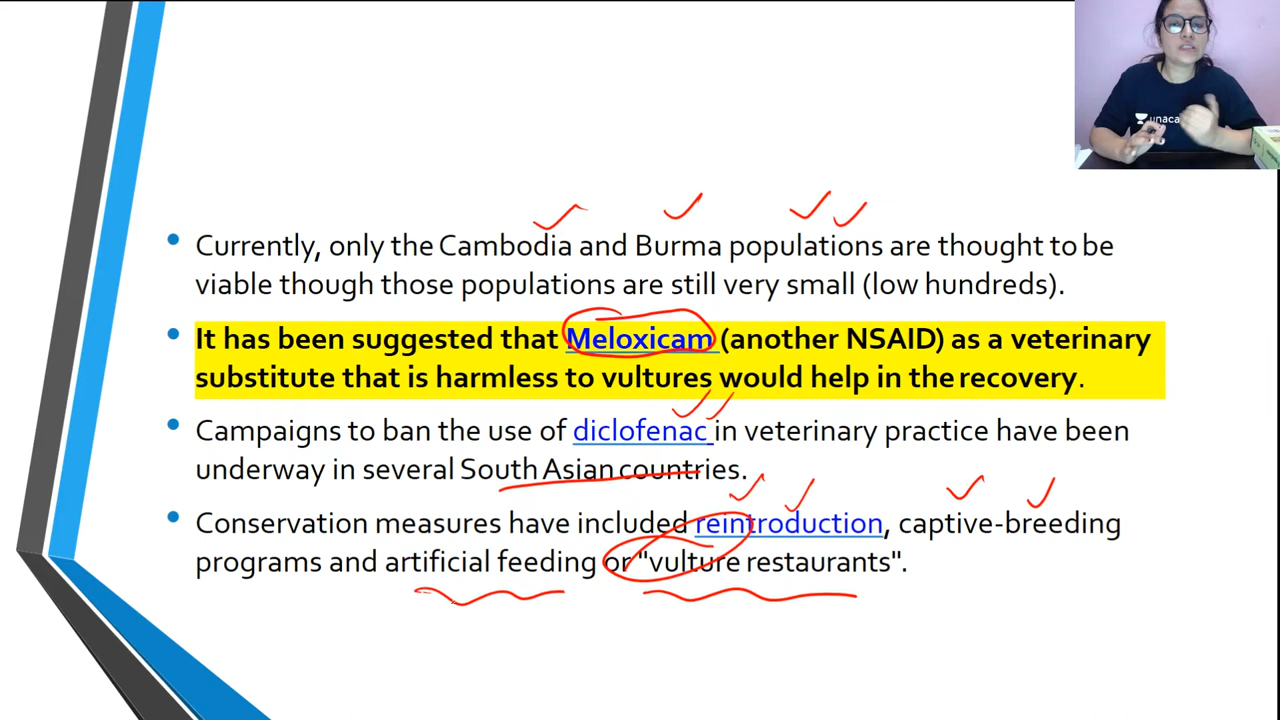 unaca
Currently, only the Cambodia and Burma populations are thought to be
viable though those populations are still very small (low hundreds).
It has been suggested that Meloxicam (another NSAID) as a veterinary
substitute that is harmless to vultures would help in the recovery.
Campaigns to ban the use of diclofenac in veterinary practice have been
underway in several South Asian countries.
Conservation measures have included reintroduction, captive-breeding
programs and artificial feeding or "vulture restaurants".